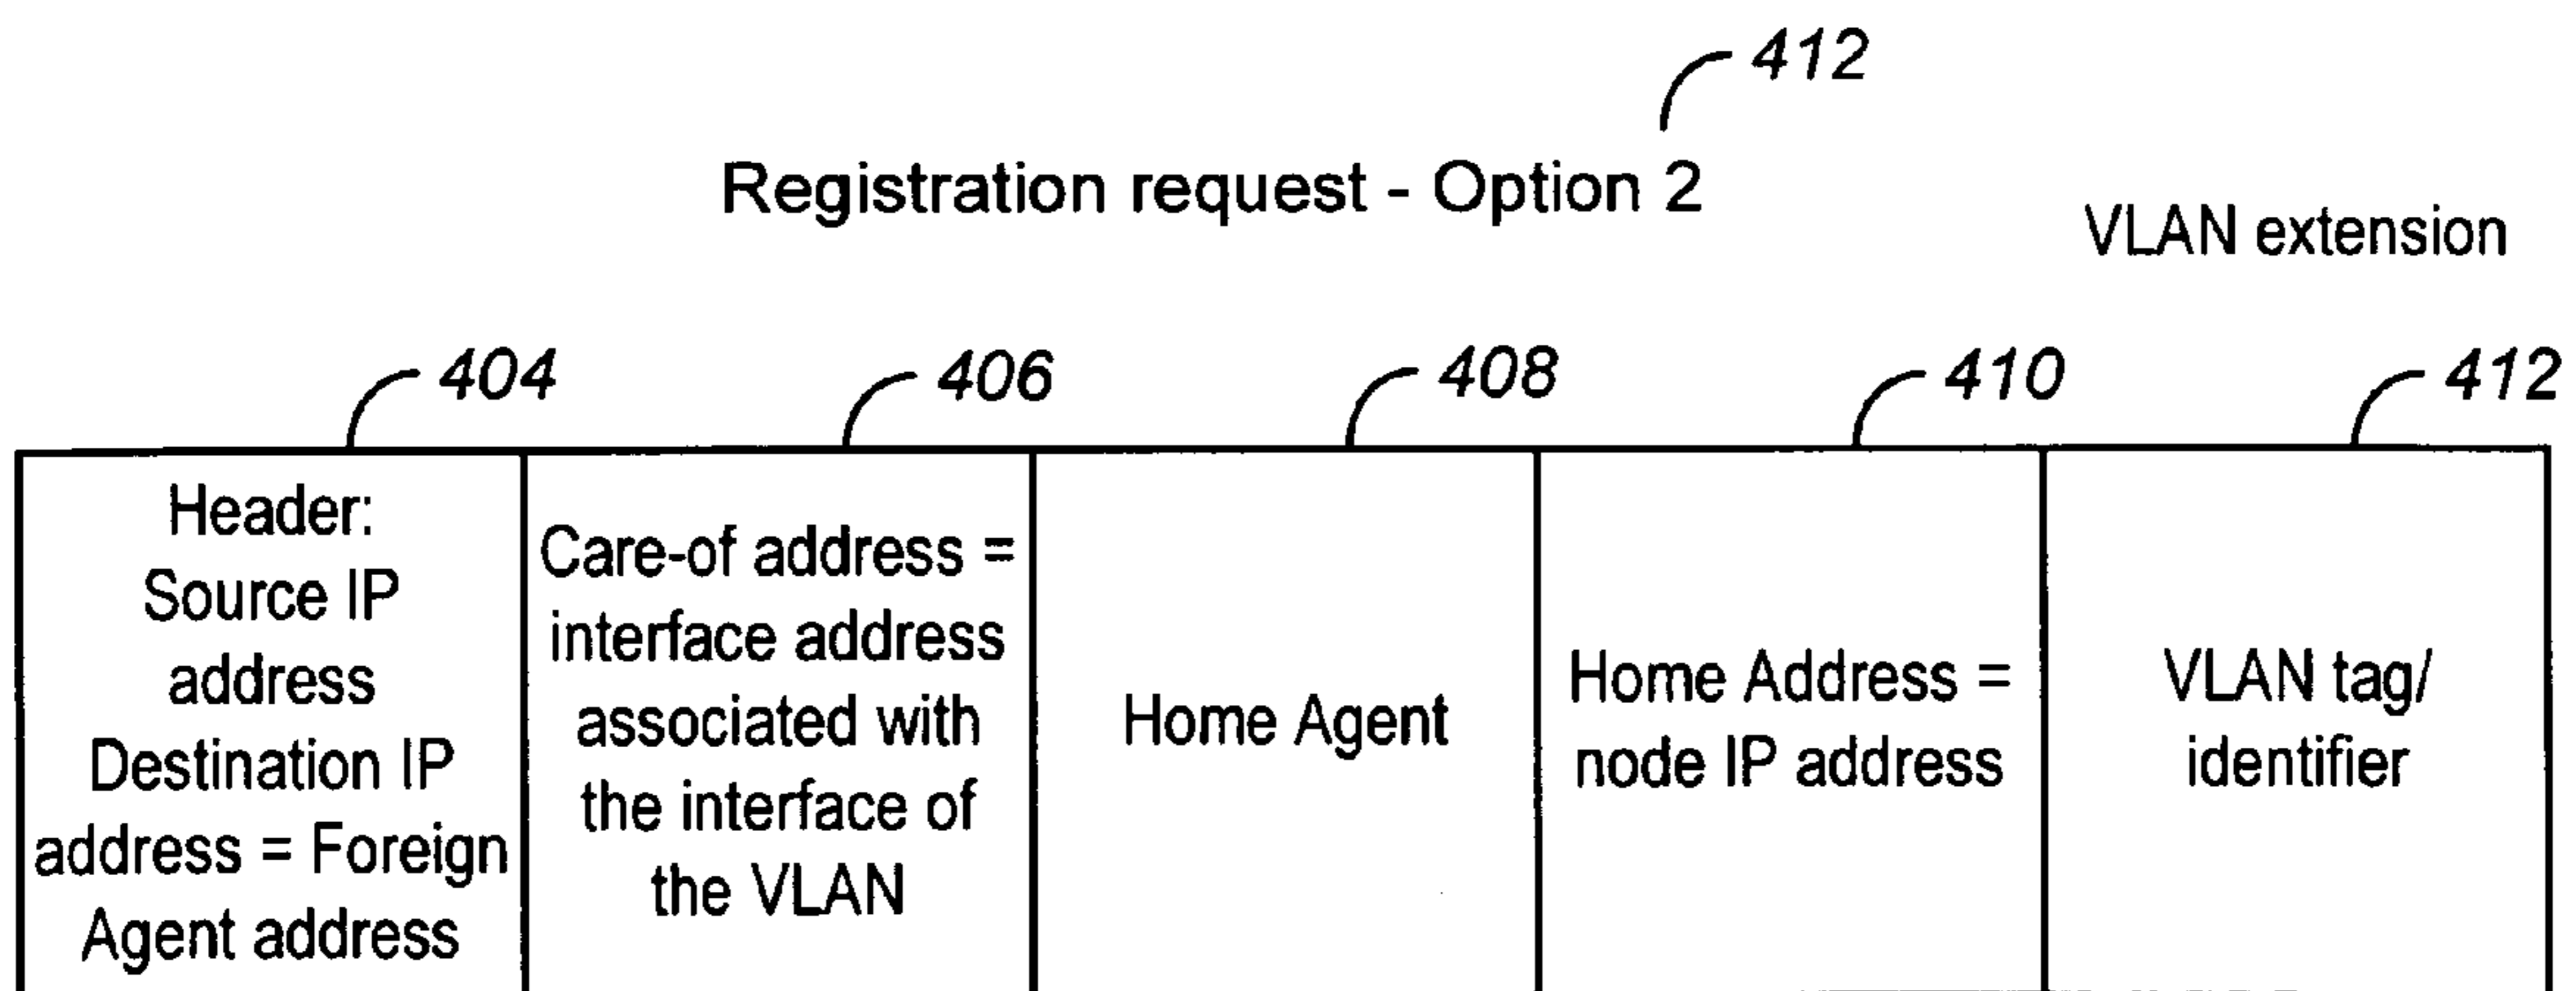 412
Registration request - Option 2
VLAN extension
404
406
408
410
412
Header:
Source IP
address
Destination IP
address = Foreign
Agent address
Care-of address =
interface address
associated with
the interface of
the VLAN
Home Agent
Home Address =
node IP address
VLAN tag/
identifier